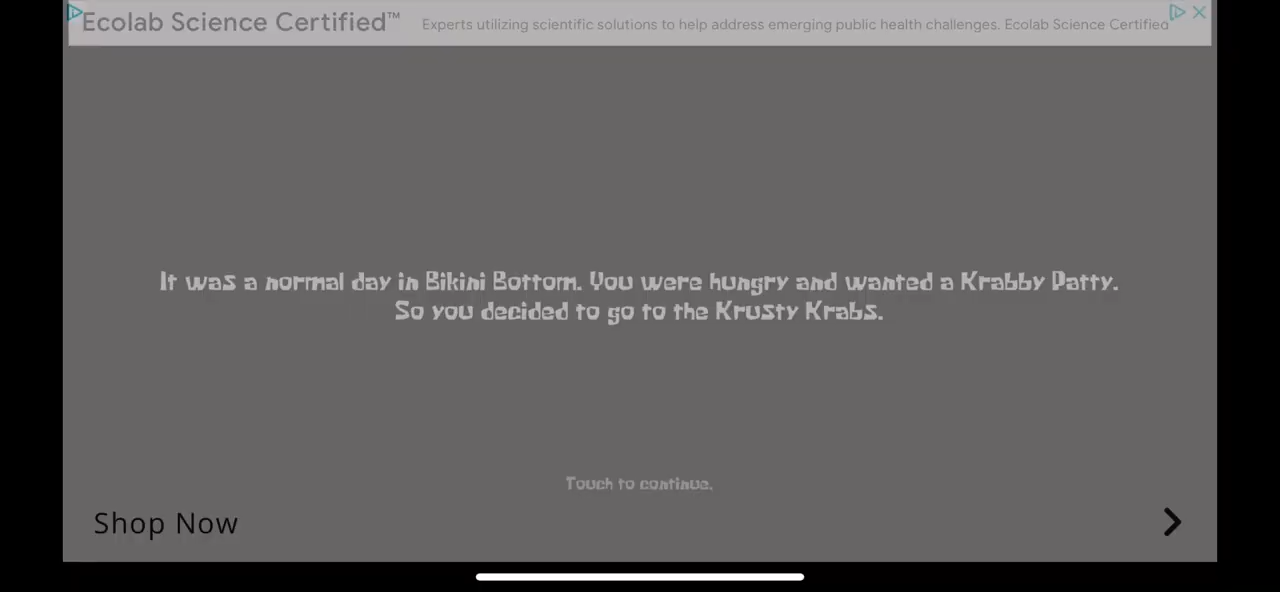 Ecolab Science Certified™
Experts utilizing scientific solutions to help address emerging public health challenges. Ecolab Science Certified
It was a normal day in Bikini Bottom. You were hungry and wanted a Krabby Patty.
So you decided to go to the Krusty Krabs.
Touch to continue.
Shop Now